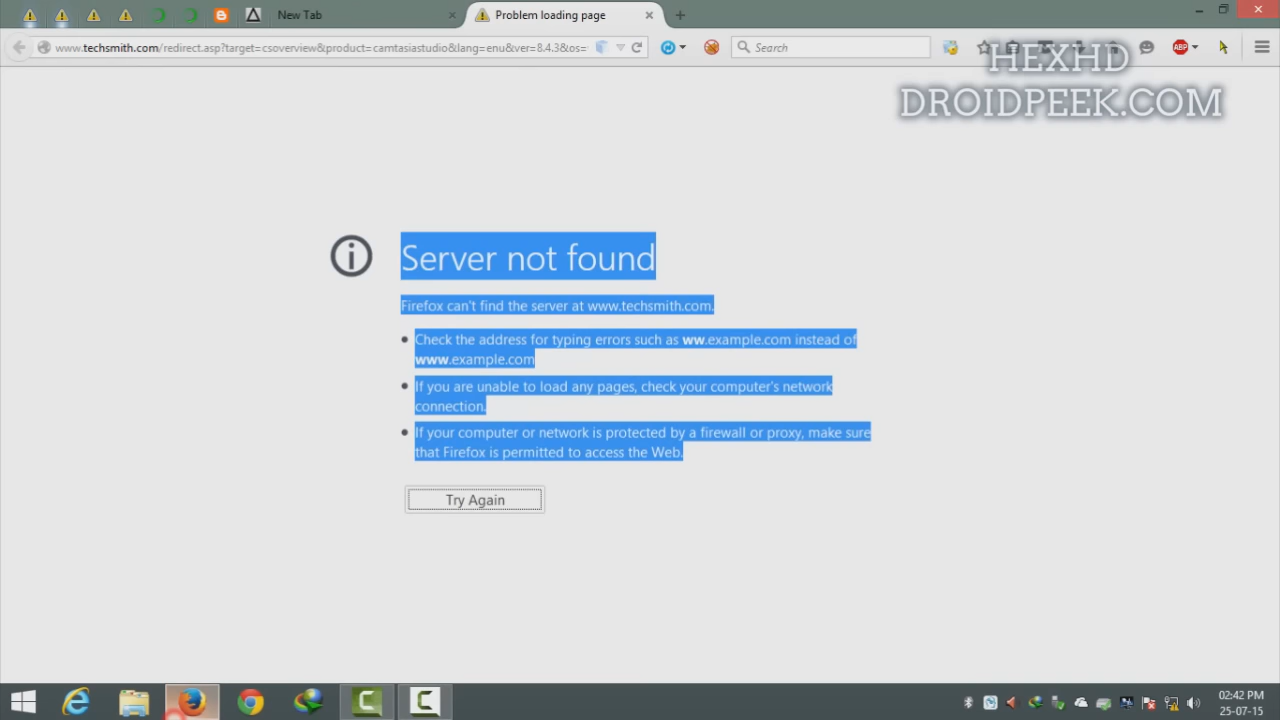 New Tab
Problem loading page
www.techsmith.com/redirect.asp?target=csoverview&product=camtasiastudio&lang=enu&ver=8.4.3&os=
Search
ABP
HEXHD
DROIDPEEK.COM
Server not found
Firefox can't find the server at www.techsmith.com.
Check the address for typing errors such as ww.example.com instead of
www.example.com
If you are unable to load any pages, check your computer's network
connection.
If your computer or network is protected by a firewall or proxy, make sure
that Firefox is permitted to access the Web.
Try Again
02:42 PM
25-07-15